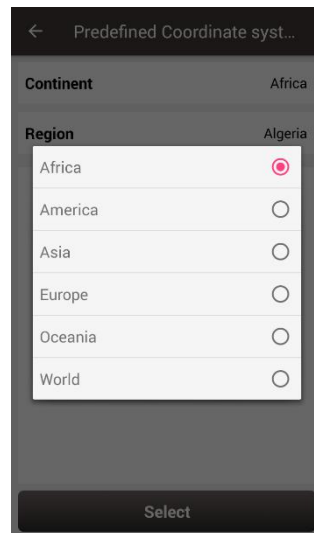 Predefined Coordinate syst...
Continent Africa
Region Algeria
Africa
America
Asia
Europe
Oceania
World
Select